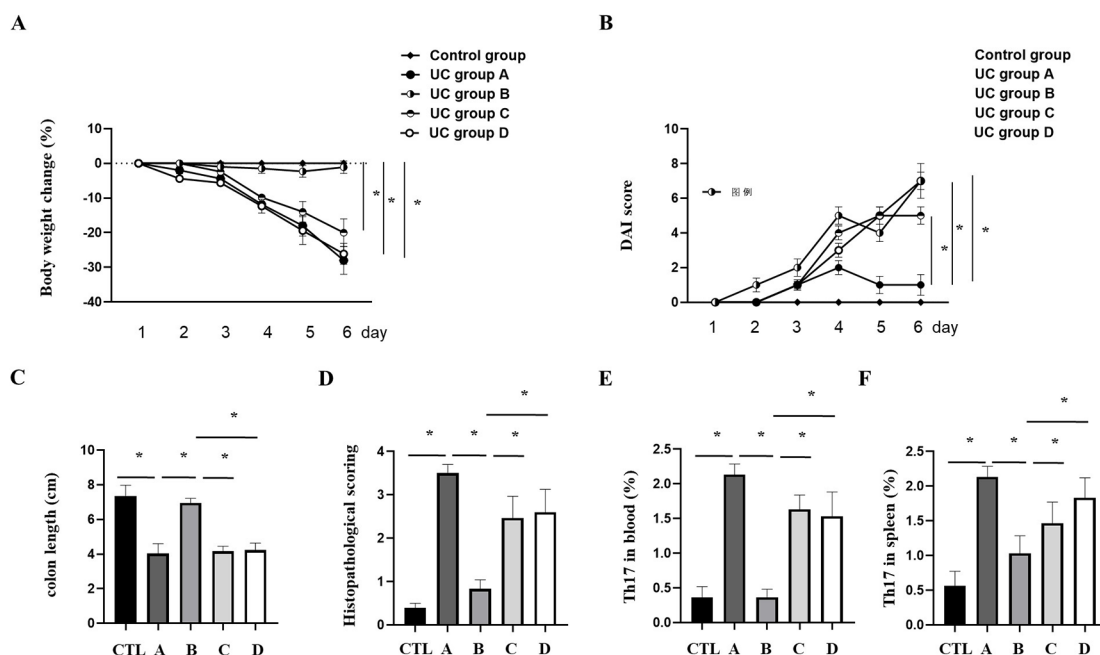 A
Control group
UC group A
UC group B
UC group C
UC group D
Body weight change (%)
10
0
-10
-20
-30
-40
1 2 3 4 5 6 day
*
*
*
B
Control group
UC group A
UC group B
UC group C
UC group D
DAI score
10
8
6
4
2
0
图例
1 2 3 4 5 6 day
*
*
*
C
colon length (cm)
10
8
6
4
2
0
* * *
*
CTL A B C D
D
Histopathological scoring
4
3
2
1
0
* * *
*
CTL A B C D
E
Th17 in blood (%)
2.5
2.0
1.5
1.0
0.5
0.0
* * *
*
CTL A B C D
F
Th17 in spleen (%)
2.5
2.0
1.5
1.0
0.5
0.0
* * *
*
CTL A B C D